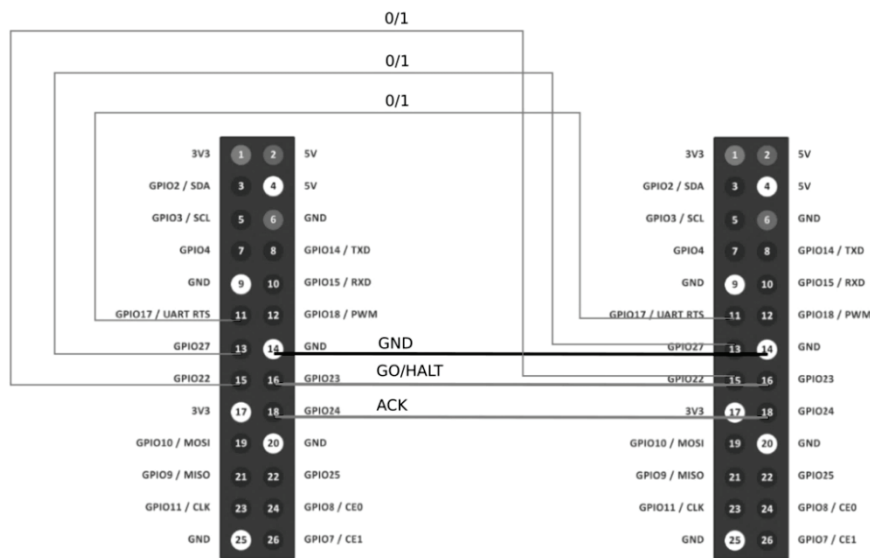 0/1
0/1
0/1
3V3 1 2 5V 3V3 1 2 5V
GPIO2 / SDA 3 4 5V GPIO2 / SDA 3 4 5V
GPIO3 / SCL 5 6 GND GPIO3 / SCL 5 6 GND
GPIO4 7 8 GPIO14 / TXD GPIO4 7 8 GPIO14 / TXD
GND 9 10 GPIO15 / RXD GND 9 10 GPIO15 / RXD
GPIO17 / UART RTS 11 12 GPIO18 / PWM GPIO17 / UART RTS 11 12 GPIO18 / PWM
GPIO27 13 14 GND GND GPIO27 13 14 GND
GPIO22 15 16 GPIO23 GO/HALT GPIO22 15 16 GPIO23
3V3 17 18 GPIO24 ACK 3V3 17 18 GPIO24
GPIO10 / MOSI 19 20 GND GPIO10 / MOSI 19 20 GND
GPIO9 / MISO 21 22 GPIO25 GPIO9 / MISO 21 22 GPIO25
GPIO11 / CLK 23 24 GPIO8 / CE0 GPIO11 / CLK 23 24 GPIO8 / CE0
GND 25 26 GPIO7 / CE1 GND 25 26 GPIO7 / CE1